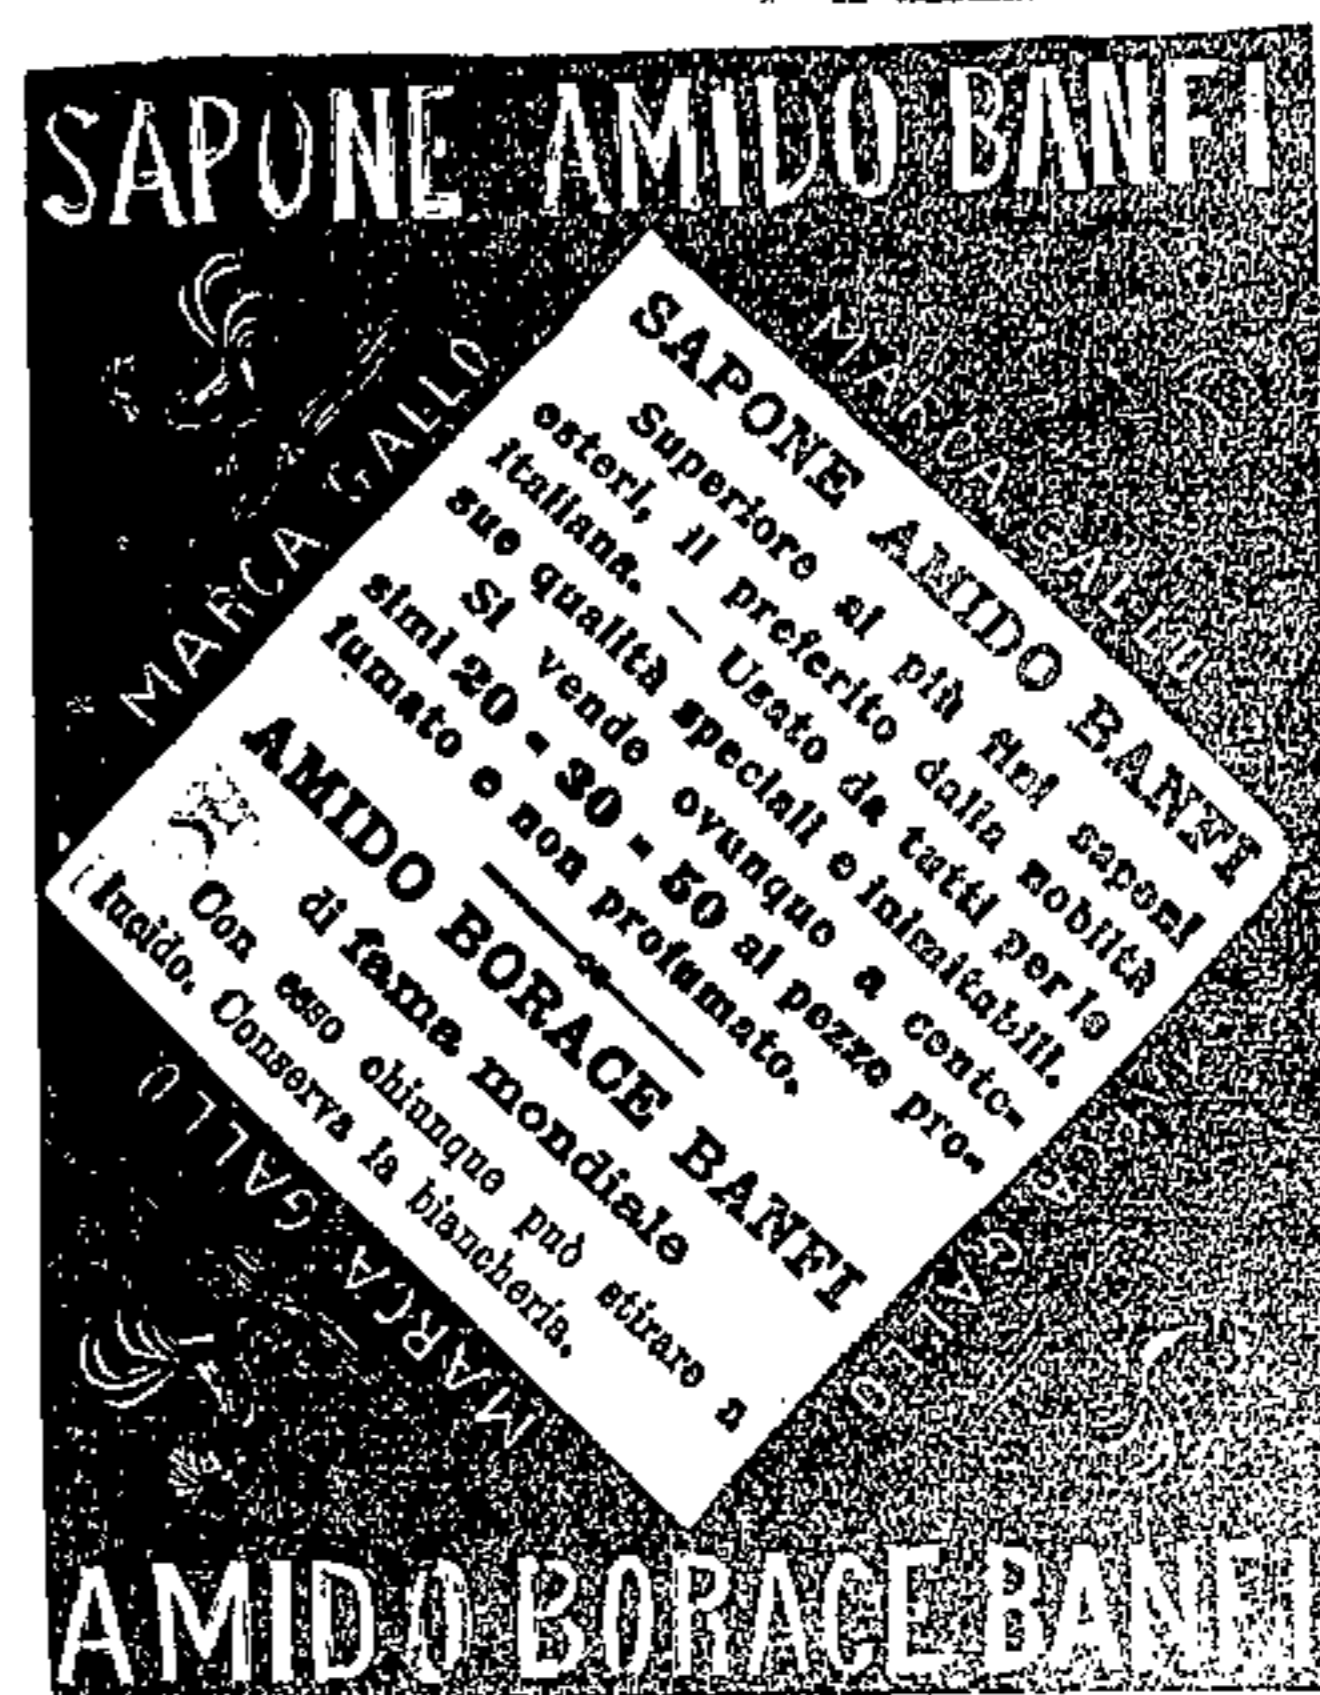 SAPONE AMIDO BANFI
MARCA GALLO
MARCA GALLO
SAPONE AMIDO BANFI
Superiore ai più fini saponi
esteri, il preferito dalla nobiltà
italiana. — Usato da tutti per le
sue qualità speciali e inimitabili.
Si vende ovunque a cente-
simi 20 - 30 - 50 al pezzo pro-
fumato e non profumato.
AMIDO BORACE BANFI
di fama mondiale
Con esso chiunque può stirare a
lucido. Conserva la biancheria.
MARCA GALLO
MARCA GALLO
AMIDO BORACE BANFI